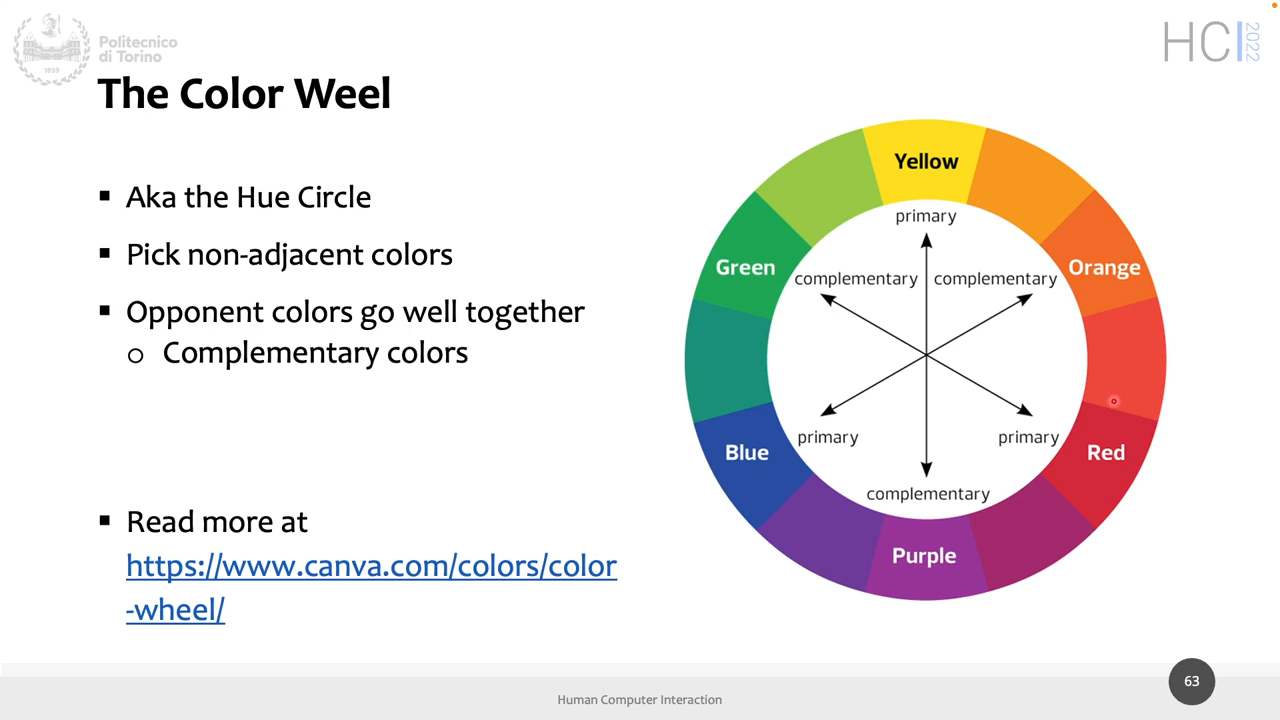 Politecnico
di Torino
1859
HCI 2022
The Color Weel
▪ Aka the Hue Circle
▪ Pick non-adjacent colors
▪ Opponent colors go well together
o Complementary colors
▪ Read more at
https://www.canva.com/colors/color
-wheel/
Yellow
primary
Green
complementary
complementary
Orange
primary
primary
Blue
Red
complementary
Purple
Human Computer Interaction
63